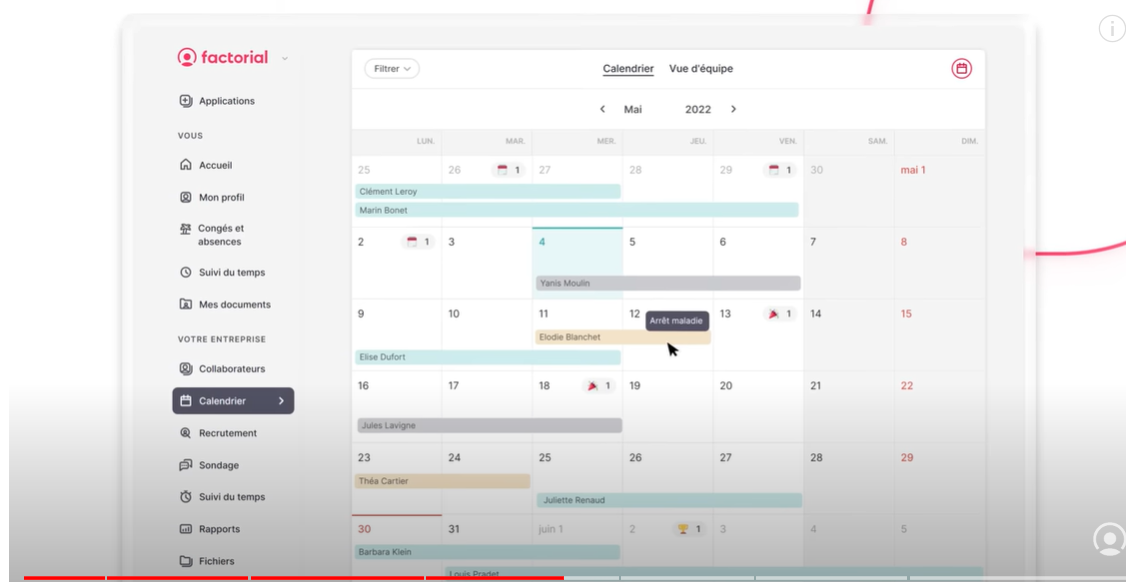 factorial
Applications
VOUS
Accueil
Mon profil
Congés et
absences
Suivi du temps
Mes documents
VOTRE ENTREPRISE
Collaborateurs
Calendrier
Recrutement
Sondage
Suivi du temps
Rapports
Fichiers
Filtrer
Calendrier Vue d'équipe
Mai 2022
LUN. MAR. MER. JEU. VEN. SAM. DIM.
25 26 1 27 28 29 1 30 mai 1
Clément Leroy
Marin Bonet
2 1 3 4 5 6 7 8
Yanis Moulin
9 10 11 12 13 1 14 15
Arrêt maladie
Elodie Blanchet
Elise Dufort
16 17 18 1 19 20 21 22
Jules Lavigne
23 24 25 26 27 28 29
Théa Cartier
Juliette Renaud
30 31 juin 1 2 1 3 4 5
Barbara Klein
Louis Pradet